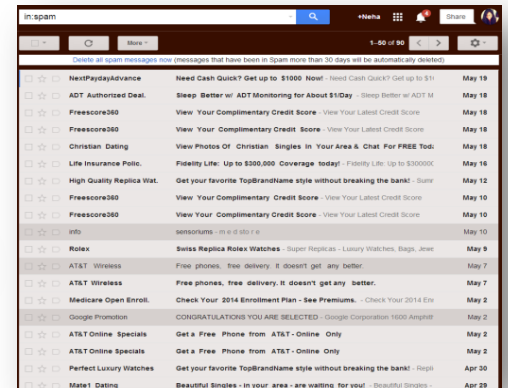 in:spam +Neha 4 Share
More 1–50 of 90
Delete all spam messages now (messages that have been in Spam more than 30 days will be automatically deleted)
NextPaydayAdvance Need Cash Quick? Get up to $1000 Now! - Need Cash Quick? Get up to $10 May 19
ADT Authorized Deal. Sleep Better w/ ADT Monitoring for About $1/Day - Sleep Better w/ ADT M May 18
Freescore360 View Your Complimentary Credit Score - View Your Latest Credit Score May 18
Freescore360 View Your Complimentary Credit Score - View Your Latest Credit Score May 18
Christian Dating View Photos Of Christian Singles In Your Area & Chat For FREE Toda May 18
Life Insurance Polic. Fidelity Life: Up to $300,000 Coverage today! - Fidelity Life: Up to $300000 May 16
High Quality Replica Wat. Get your favorite TopBrandName style without breaking the bank! - Sumr May 12
Freescore360 View Your Complimentary Credit Score - View Your Latest Credit Score May 10
Freescore360 View Your Complimentary Credit Score - View Your Latest Credit Score May 10
info sensoriums - m e d sto r e May 10
Rolex Swiss Replica Rolex Watches - Super Replicas - Luxury Watches, Bags, Jewe May 9
AT&T Wireless Free phones, free delivery. It doesn't get any better. May 7
AT&T Wireless Free phones, free delivery. It doesn't get any better. May 7
Medicare Open Enroll. Check Your 2014 Enrollment Plan - See Premiums. - Check Your 2014 Enr May 2
Google Promotion CONGRATULATIONS YOU ARE SELECTED - Google Corporation 1600 Amphith May 2
AT&T Online Specials Get a Free Phone from AT&T - Online Only May 2
AT&T Online Specials Get a Free Phone from AT&T - Online Only May 2
Perfect Luxury Watches Get your favorite TopBrandName style without breaking the bank! - Repli Apr 30
Mate1 Dating Beautiful Singles - in your area - are waiting for you! - Beautiful Singles - Apr 29